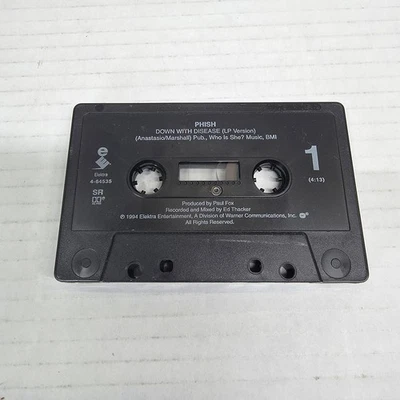 PHISH
DOWN WITH DISEASE (LP Version)
(Anastasio/Marshall) Pub., Who Is She? Music, BMI
e
Elektra
4-64535
SR
1
(4:13)
Produced by Paul Fox
Recorded and Mixed by Ed Thacker
℗ 1994 Elektra Entertainment, A Division of Warner Communications, Inc.
All Rights Reserved.